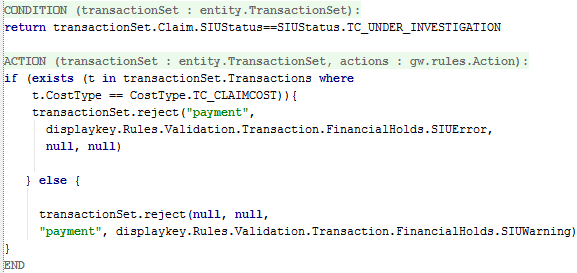 CONDITION (transactionSet : entity.TransactionSet):
return transactionSet.Claim.SIUStatus==SIUStatus.TC_UNDER_INVESTIGATION
ACTION (transactionSet : entity.TransactionSet, actions : gw.rules.Action):
if (exists (t in transactionSet.Transactions where
t.CostType == CostType.TC_CLAIMCOST)){
transactionSet.reject("payment",
displaykey.Rules.Validation.Transaction.FinancialHolds.SIUError,
null, null)
} else {
transactionSet.reject(null, null,
"payment", displaykey.Rules.Validation.Transaction.FinancialHolds.SIUWarning)
}
END